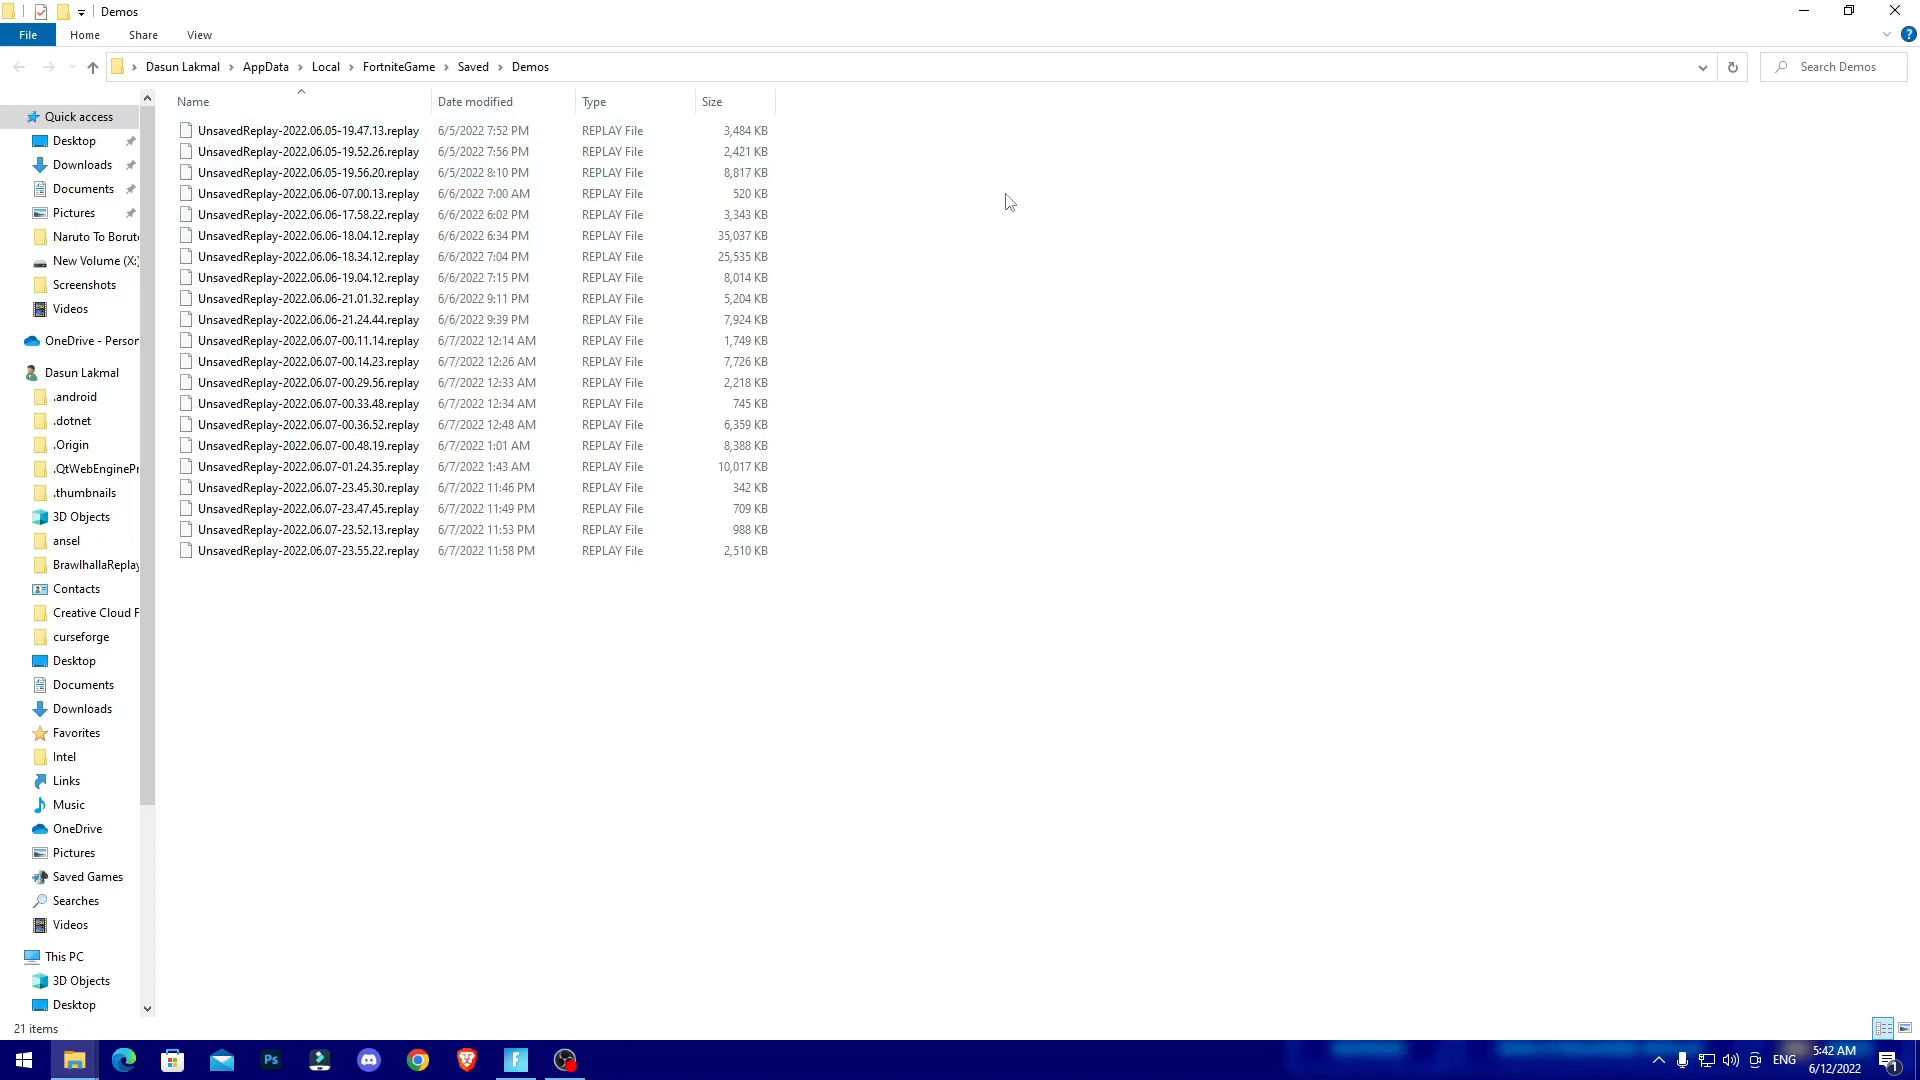 Demos
File Home Share View
Dasun Lakmal AppData Local FortniteGame Saved Demos
Search Demos
Name Date modified Type Size
Quick access
Desktop
Downloads
Documents
Pictures
Naruto To Borut
New Volume (X:)
Screenshots
Videos
OneDrive - Person
Dasun Lakmal
.android
.dotnet
.Origin
.QtWebEnginePr
.thumbnails
3D Objects
ansel
BrawlhallaReplay
Contacts
Creative Cloud F
curseforge
Desktop
Documents
Downloads
Favorites
Intel
Links
Music
OneDrive
Pictures
Saved Games
Searches
Videos
This PC
3D Objects
Desktop
UnsavedReplay-2022.06.05-19.47.13.replay 6/5/2022 7:52 PM REPLAY File 3,484 KB
UnsavedReplay-2022.06.05-19.52.26.replay 6/5/2022 7:56 PM REPLAY File 2,421 KB
UnsavedReplay-2022.06.05-19.56.20.replay 6/5/2022 8:10 PM REPLAY File 8,817 KB
UnsavedReplay-2022.06.06-07.00.13.replay 6/6/2022 7:00 AM REPLAY File 520 KB
UnsavedReplay-2022.06.06-17.58.22.replay 6/6/2022 6:02 PM REPLAY File 3,343 KB
UnsavedReplay-2022.06.06-18.04.12.replay 6/6/2022 6:34 PM REPLAY File 35,037 KB
UnsavedReplay-2022.06.06-18.34.12.replay 6/6/2022 7:04 PM REPLAY File 25,535 KB
UnsavedReplay-2022.06.06-19.04.12.replay 6/6/2022 7:15 PM REPLAY File 8,014 KB
UnsavedReplay-2022.06.06-21.01.32.replay 6/6/2022 9:11 PM REPLAY File 5,204 KB
UnsavedReplay-2022.06.06-21.24.44.replay 6/6/2022 9:39 PM REPLAY File 7,924 KB
UnsavedReplay-2022.06.07-00.11.14.replay 6/7/2022 12:14 AM REPLAY File 1,749 KB
UnsavedReplay-2022.06.07-00.14.23.replay 6/7/2022 12:26 AM REPLAY File 7,726 KB
UnsavedReplay-2022.06.07-00.29.56.replay 6/7/2022 12:33 AM REPLAY File 2,218 KB
UnsavedReplay-2022.06.07-00.33.48.replay 6/7/2022 12:34 AM REPLAY File 745 KB
UnsavedReplay-2022.06.07-00.36.52.replay 6/7/2022 12:48 AM REPLAY File 6,359 KB
UnsavedReplay-2022.06.07-00.48.19.replay 6/7/2022 1:01 AM REPLAY File 8,388 KB
UnsavedReplay-2022.06.07-01.24.35.replay 6/7/2022 1:43 AM REPLAY File 10,017 KB
UnsavedReplay-2022.06.07-23.45.30.replay 6/7/2022 11:46 PM REPLAY File 342 KB
UnsavedReplay-2022.06.07-23.47.45.replay 6/7/2022 11:49 PM REPLAY File 709 KB
UnsavedReplay-2022.06.07-23.52.13.replay 6/7/2022 11:53 PM REPLAY File 988 KB
UnsavedReplay-2022.06.07-23.55.22.replay 6/7/2022 11:58 PM REPLAY File 2,510 KB
21 items
Ps
ENG
5:42 AM
6/12/2022
1